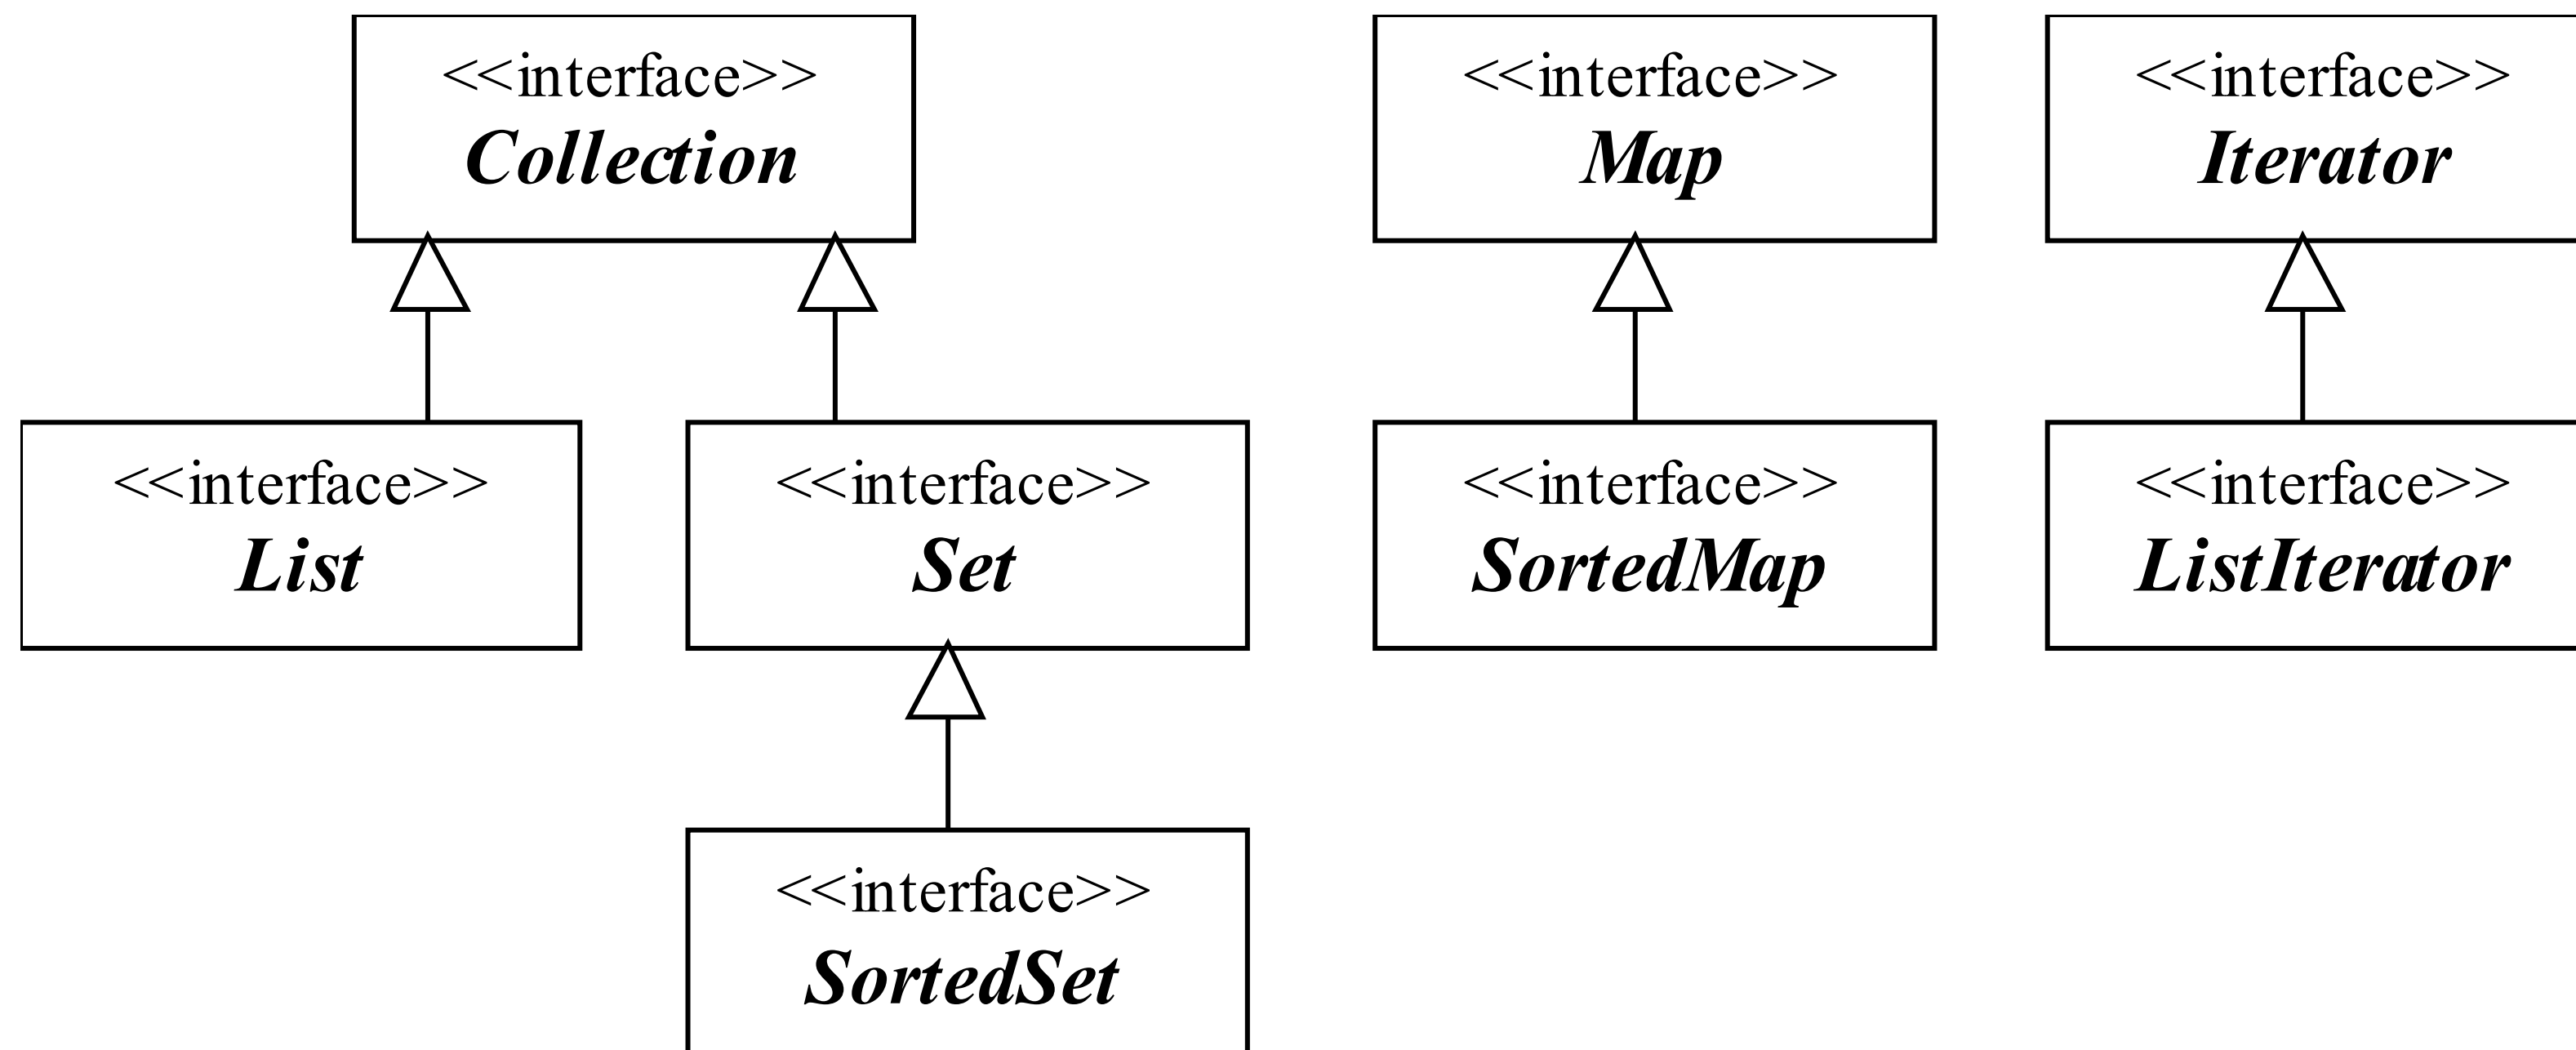 <<interface>>
Collection
<<interface>>
Map
<<interface>>
Iterator
<<interface>>
List
<<interface>>
Set
<<interface>>
SortedMap
<<interface>>
ListIterator
<<interface>>
SortedSet